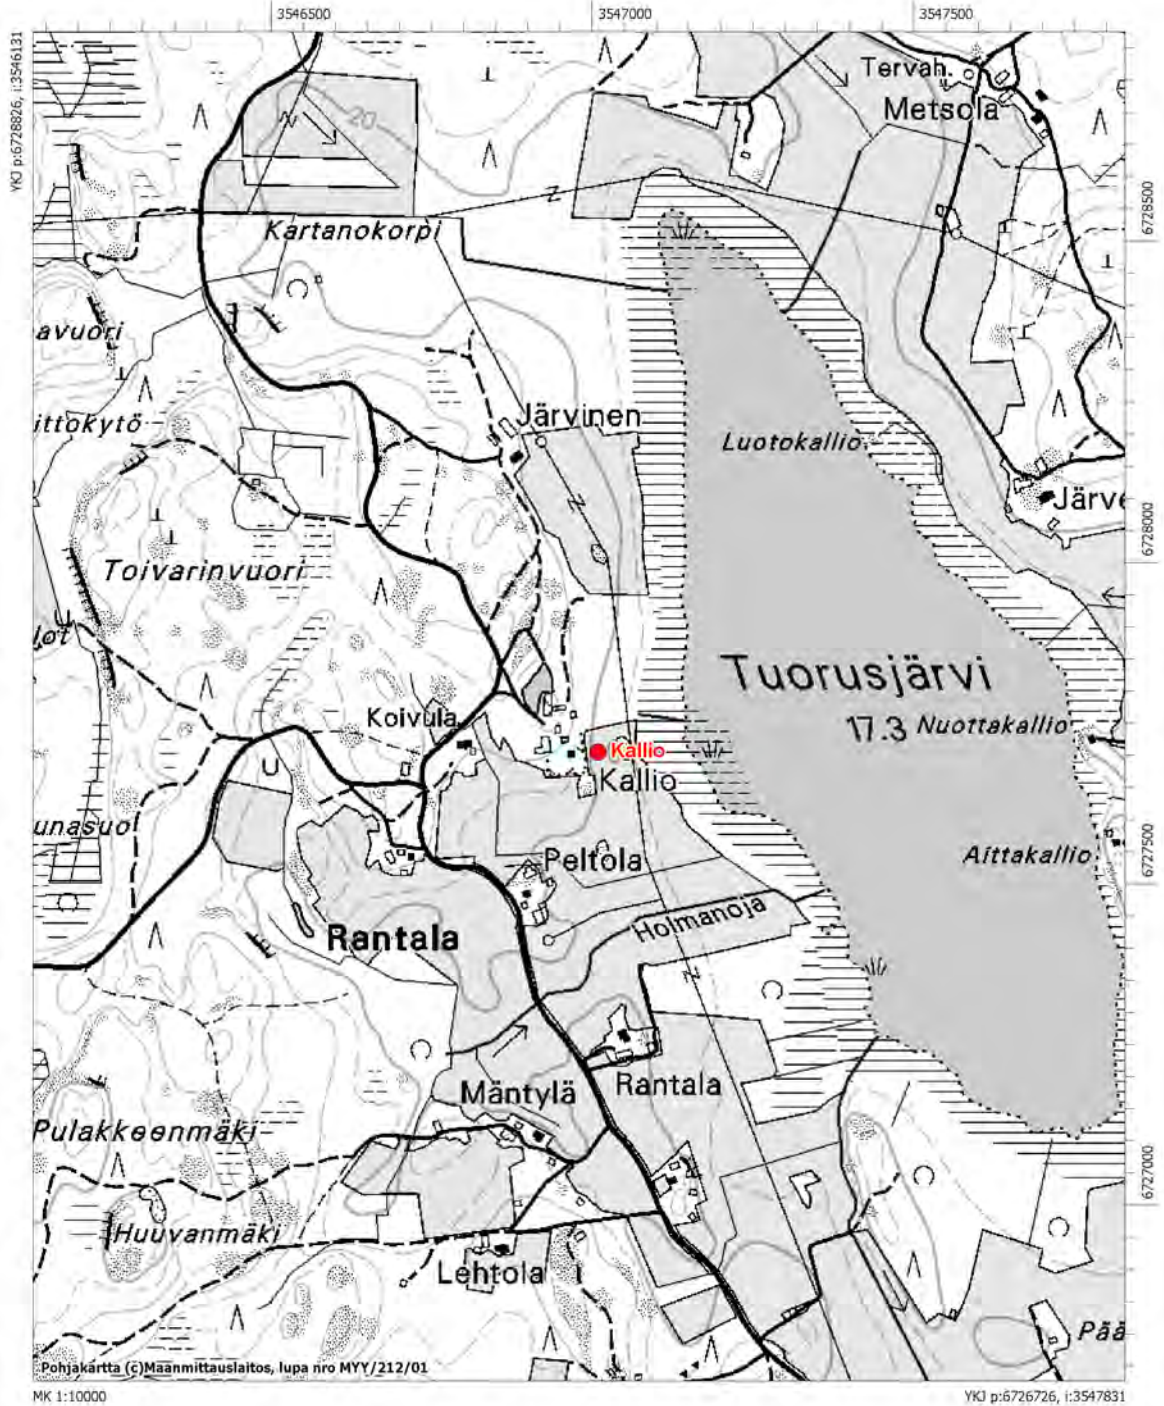 3546500
3547000
3547500
YKJ p:6728826, i:3546131
Tervah.
Metsola
20
6728500
Kartanokorpi
avuori
ittokytö
Järvinen
Luotokallio
Järve
6728000
Toivarinvuori
lot
Tuorusjärvi
Koivula
17.3
Nuottakallio
Kallio
Kallio
unasuo
Peltola
Aittakallio
6727500
Holmanoja
Rantala
Mäntylä
Rantala
Pulakkeenmäki
6727000
Huuvanmäki
Lehtola
Pää
Pohjakartta (c)Maanmittauslaitos, lupa nro MYY/212/01
MK 1:10000
YKJ p:6726726, i:3547831